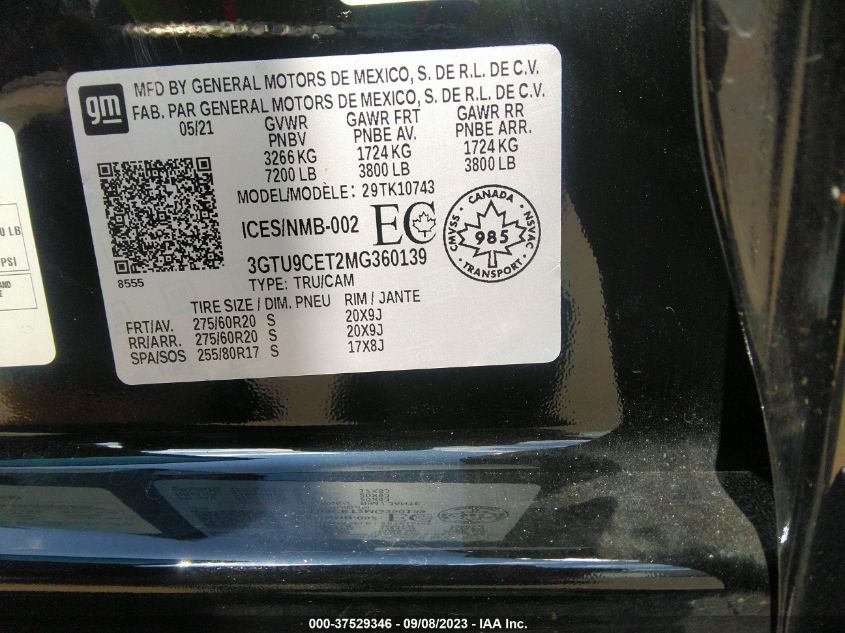 gm
MFD BY GENERAL MOTORS DE MEXICO, S. DE R.L. DE C.V.
FAB. PAR GENERAL MOTORS DE MEXICO, S. DE R.L. DE C.V.
05/21 GVWR GAWR FRT GAWR RR
PNBV PNBE AV. PNBE ARR.
3266 KG 1724 KG 1724 KG
7200 LB 3800 LB 3800 LB
MODEL/MODÈLE: 29TK10743
ICES/NMB-002 EC
CANADA
CMVSS 985 NSVAC
TRANSPORT
3GTU9CET2MG360139
8555
TYPE: TRU/CAM
TIRE SIZE / DIM. PNEU RIM / JANTE
FRT/AV. 275/60R20 S 20X9J
RR/ARR. 275/60R20 S 20X9J
SPA/SOS 255/80R17 S 17X8J
LB
PSI
000-37529346 - 09/08/2023 - IAA Inc.